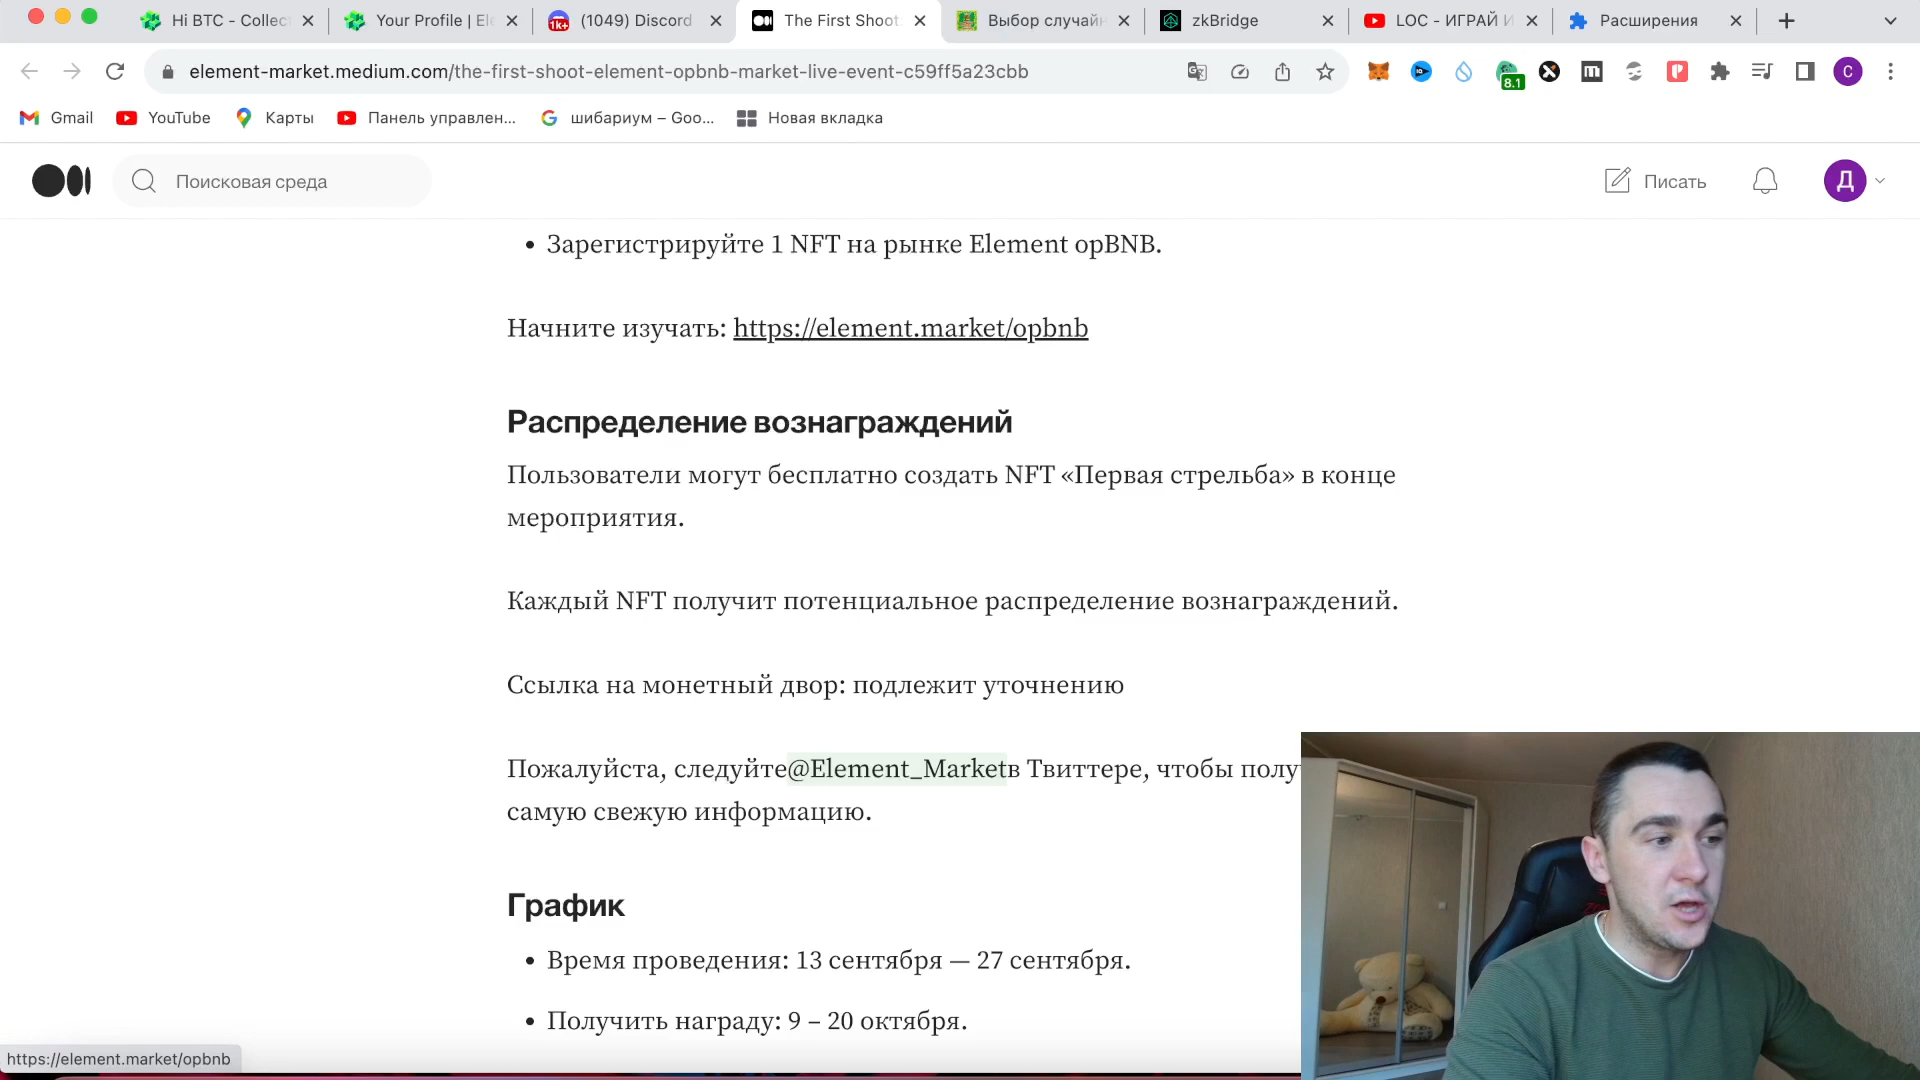 Hi BTC - Collec
Your Profile | Ele
1K+
(1049) Discord
The First Shoot
Выбор случайн
zkBridge
LOC - ИГРАЙ И
Расширения
element-market.medium.com/the-first-shoot-element-opbnb-market-live-event-c59ff5a23cbb
8.1
C
Gmail
YouTube
Карты
Панель управлен...
шибариум – Goo...
Новая вкладка
Поисковая среда
Писать
Д
• Зарегистрируйте 1 NFT на рынке Element opBNB.
Начните изучать: https://element.market/opbnb
Распределение вознаграждений
Пользователи могут бесплатно создать NFT «Первая стрельба» в конце
мероприятия.
Каждый NFT получит потенциальное распределение вознаграждений.
Ссылка на монетный двор: подлежит уточнению
Пожалуйста, следуйте@Element_Marketв Твиттере, чтобы полу
самую свежую информацию.
График
• Время проведения: 13 сентября — 27 сентября.
• Получить награду: 9 – 20 октября.
https://element.market/opbnb